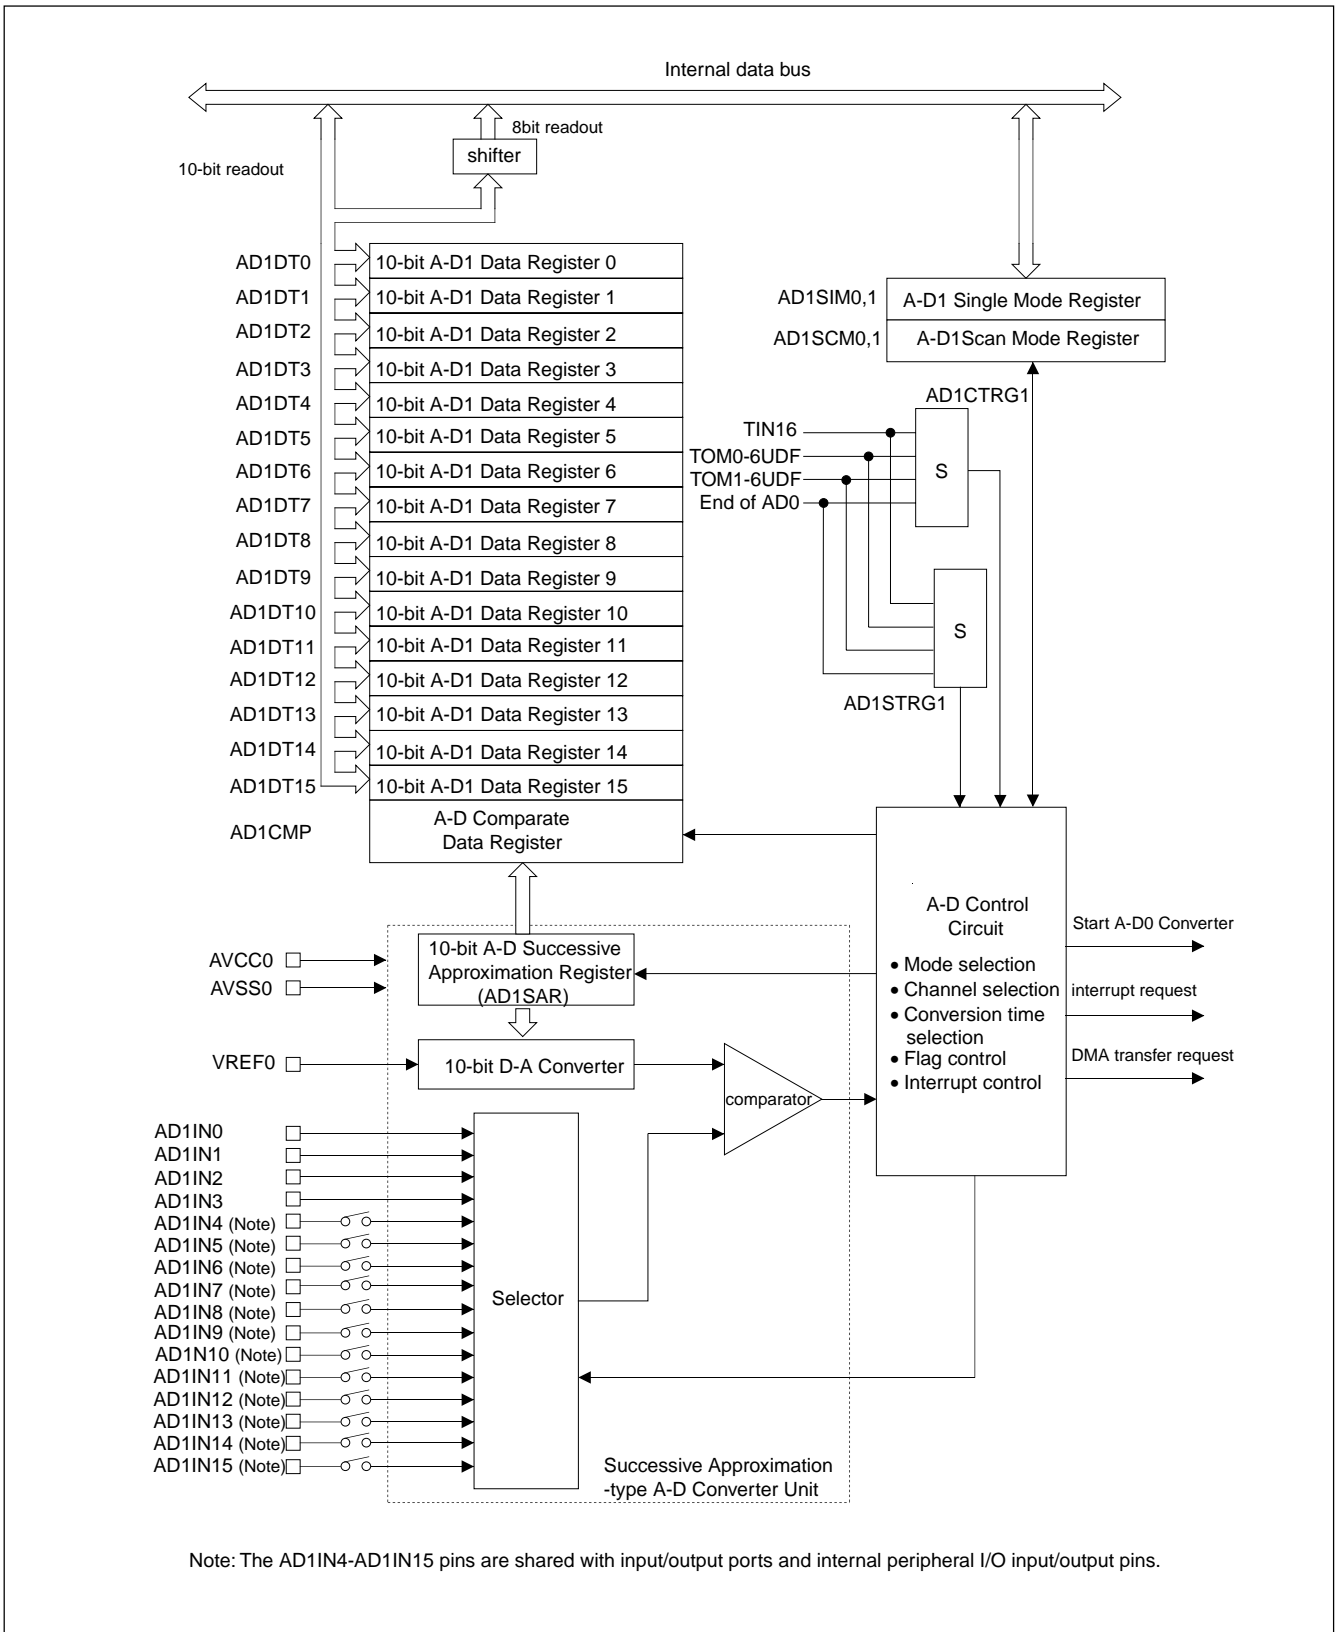 Internal data bus
8bit readout
shifter
10-bit readout
AD1DT0
10-bit A-D1 Data Register 0
AD1DT1
10-bit A-D1 Data Register 1
AD1DT2
10-bit A-D1 Data Register 2
AD1DT3
10-bit A-D1 Data Register 3
AD1DT4
10-bit A-D1 Data Register 4
AD1DT5
10-bit A-D1 Data Register 5
AD1DT6
10-bit A-D1 Data Register 6
AD1DT7
10-bit A-D1 Data Register 7
AD1DT8
10-bit A-D1 Data Register 8
AD1DT9
10-bit A-D1 Data Register 9
AD1DT10
10-bit A-D1 Data Register 10
AD1DT11
10-bit A-D1 Data Register 11
AD1DT12
10-bit A-D1 Data Register 12
AD1DT13
10-bit A-D1 Data Register 13
AD1DT14
10-bit A-D1 Data Register 14
AD1DT15
10-bit A-D1 Data Register 15
AD1CMP
A-D Comparate
Data Register
AD1SIM0,1
A-D1 Single Mode Register
AD1SCM0,1
A-D1Scan Mode Register
AD1CTRG1
TIN16
TOM0-6UDF
TOM1-6UDF
End of AD0
S
S
AD1STRG1
A-D Control
Circuit
• Mode selection
• Channel selection
• Conversion time
selection
• Flag control
• Interrupt control
Start A-D0 Converter
interrupt request
DMA transfer request
AVCC0
AVSS0
10-bit A-D Successive
Approximation Register
(AD1SAR)
VREF0
10-bit D-A Converter
comparator
AD1IN0
AD1IN1
AD1IN2
AD1IN3
AD1IN4 (Note)
AD1IN5 (Note)
AD1IN6 (Note)
AD1IN7 (Note)
AD1IN8 (Note)
AD1IN9 (Note)
AD1N10 (Note)
AD1IN11 (Note)
AD1IN12 (Note)
AD1IN13 (Note)
AD1IN14 (Note)
AD1IN15 (Note)
Selector
Successive Approximation
-type A-D Converter Unit
Note: The AD1IN4-AD1IN15 pins are shared with input/output ports and internal peripheral I/O input/output pins.